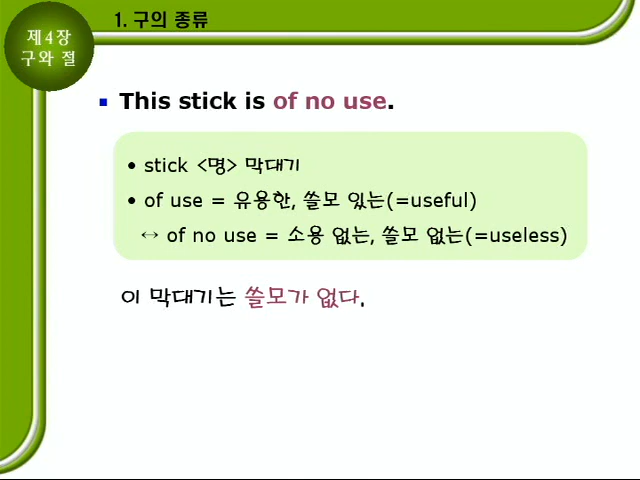 제4장
구와 절
1. 구의 종류
This stick is of no use.
• stick <명> 막대기
• of use = 유용한, 쓸모 있는(=useful)
↔ of no use = 소용 없는, 쓸모 없는(=useless)
이 막대기는 쓸모가 없다.